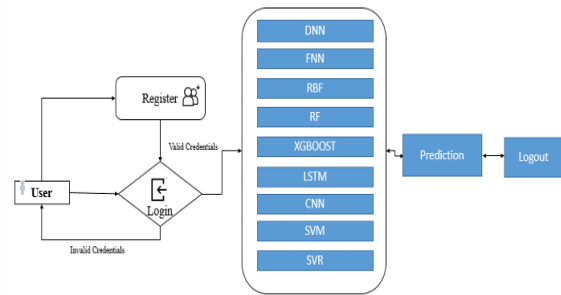 DNN
FNN
RBF
RF
XGBOOST
LSTM
CNN
SVM
SVR
Register
Valid Credentials
User
Login
Invalid Credentials
Prediction
Logout